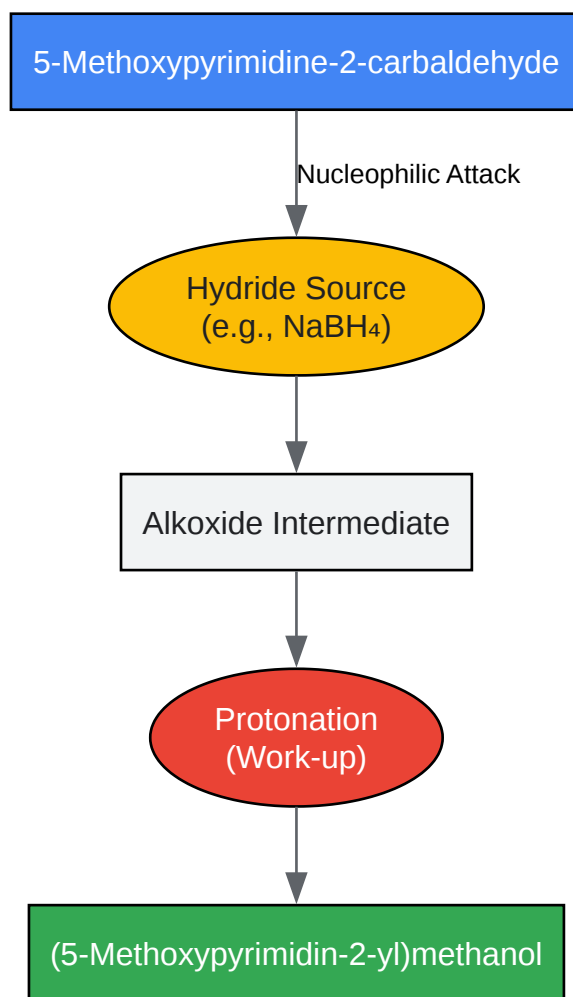 5-Methoxypyrimidine-2-carbaldehyde
Nucleophilic Attack
Hydride Source
(e.g., NaBH₄)
Alkoxide Intermediate
Protonation
(Work-up)
(5-Methoxypyrimidin-2-yl)methanol